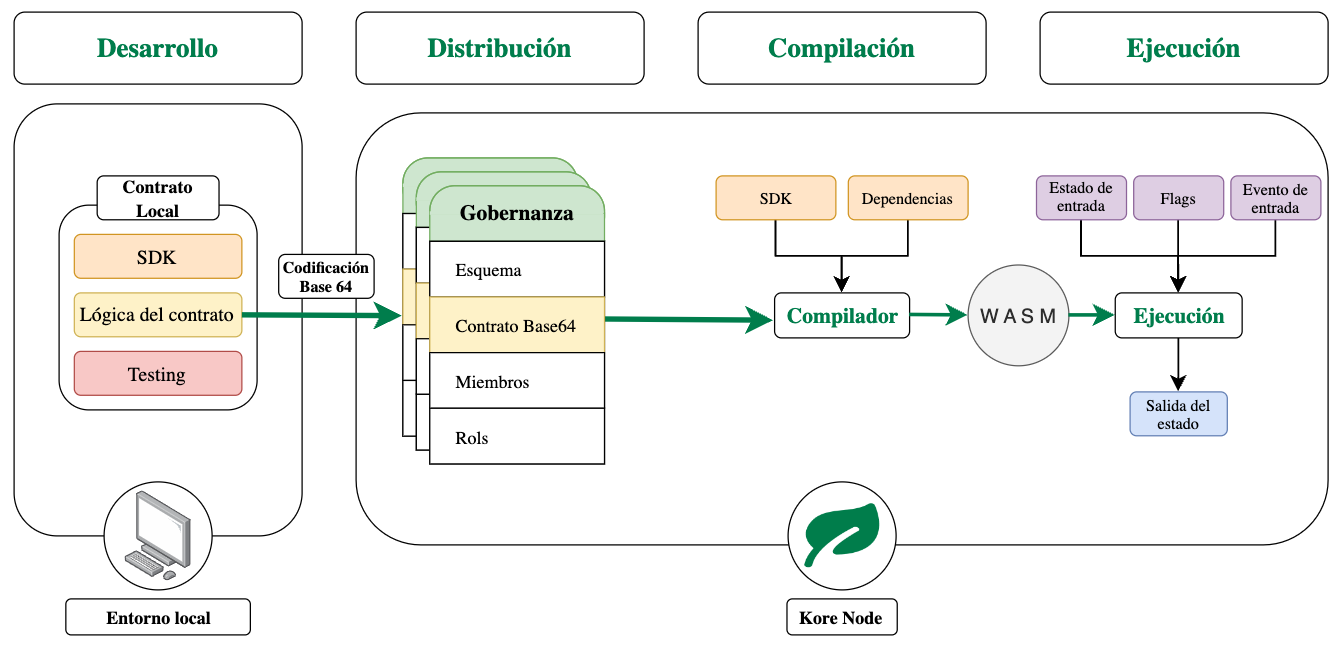 Desarrollo
Distribución
Compilación
Ejecución
Contrato
Local
SDK
Lógica del contrato
Testing
Codificación
Base 64
Gobernanza
Esquema
Contrato Base64
Miembros
Rols
SDK
Dependencias
Compilador
WASM
Estado de
entrada
Flags
Evento de
entrada
Ejecución
Salida del
estado
Entorno local
Kore Node